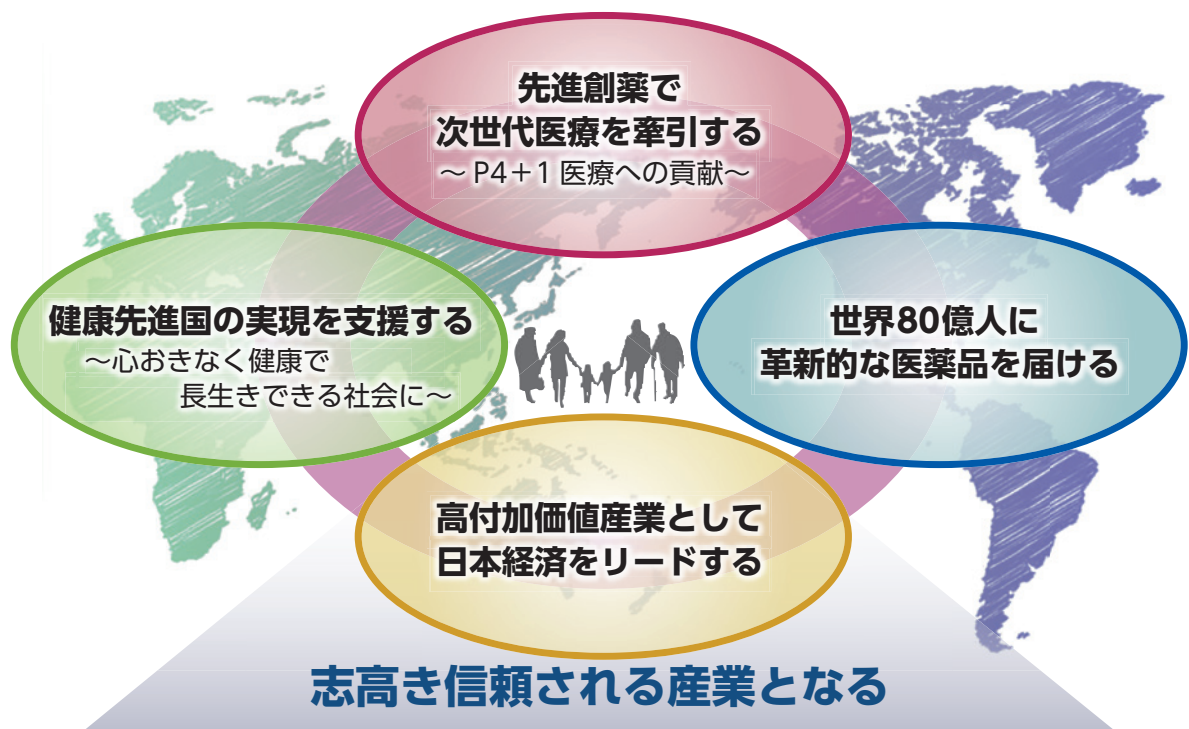 先進創薬で
次世代医療を牽引する
～P4＋1 医療への貢献～
健康先進国の実現を支援する
～心おきなく健康で
長生きできる社会に～
世界80億人に
革新的な医薬品を届ける
高付加価値産業として
日本経済をリードする
志高き信頼される産業となる